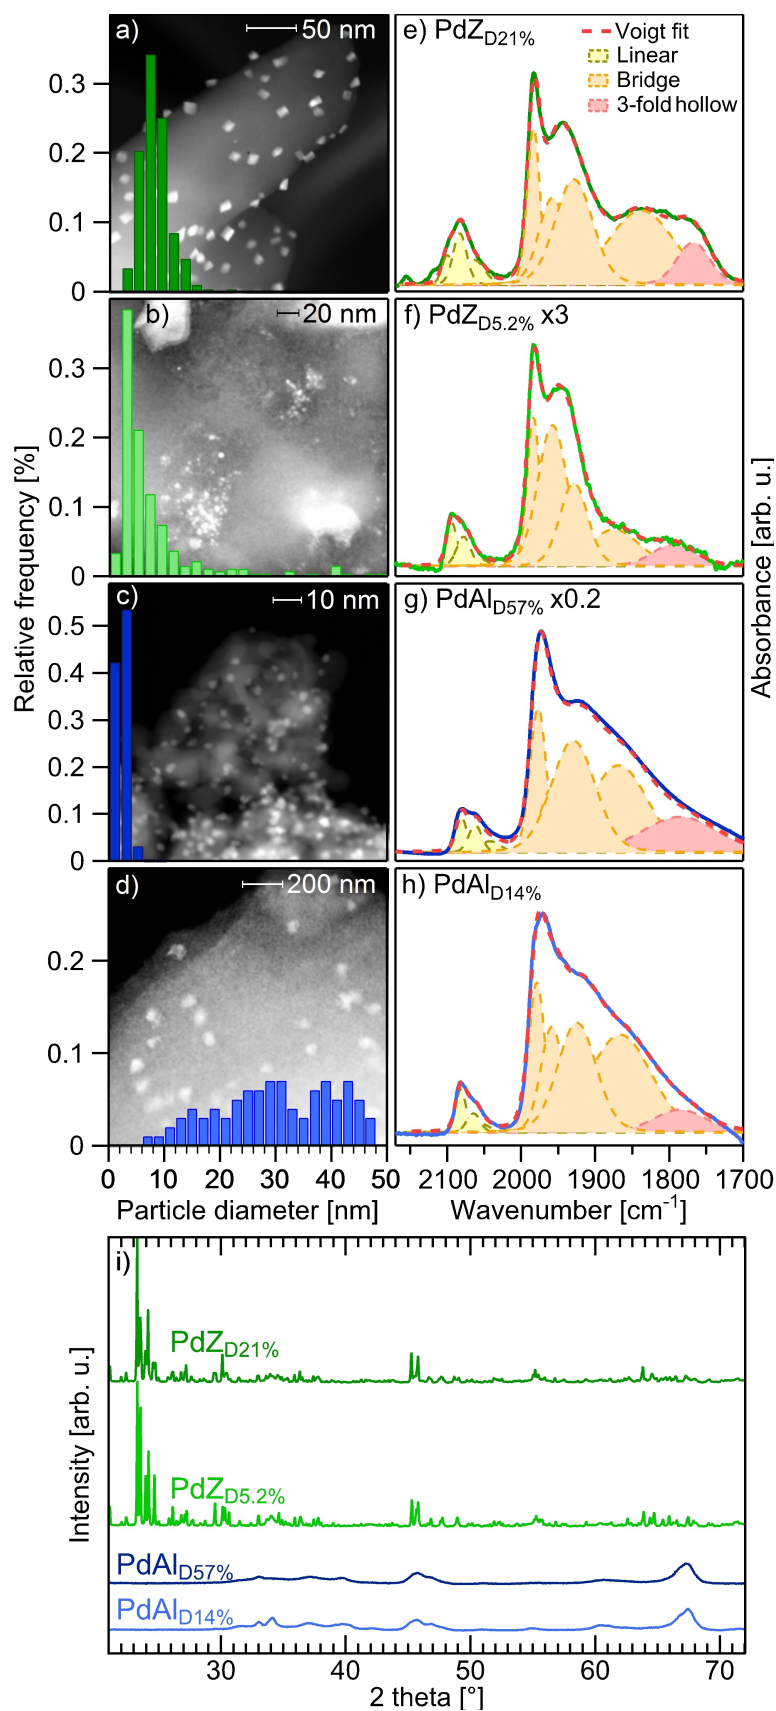 a)
50 nm
0.3
0.2
0.1
0
e) PdZD21%
Voigt fit
Linear
Bridge
3-fold hollow
b)
20 nm
0.3
0.2
0.1
0
f) PdZD5.2% x3
Relative frequency [%]
Absorbance [arb. u.]
c)
10 nm
0.5
0.4
0.3
0.2
0.1
0
g) PdAlD57% x0.2
d)
200 nm
0.2
0.1
0
h) PdAlD14%
0 10 20 30 40 50
Particle diameter [nm]
2100 2000 1900 1800 1700
Wavenumber [cm-1]
i)
PdZD21%
PdZD5.2%
PdAlD57%
PdAlD14%
Intensity [arb. u.]
30 40 50 60 70
2 theta [°]